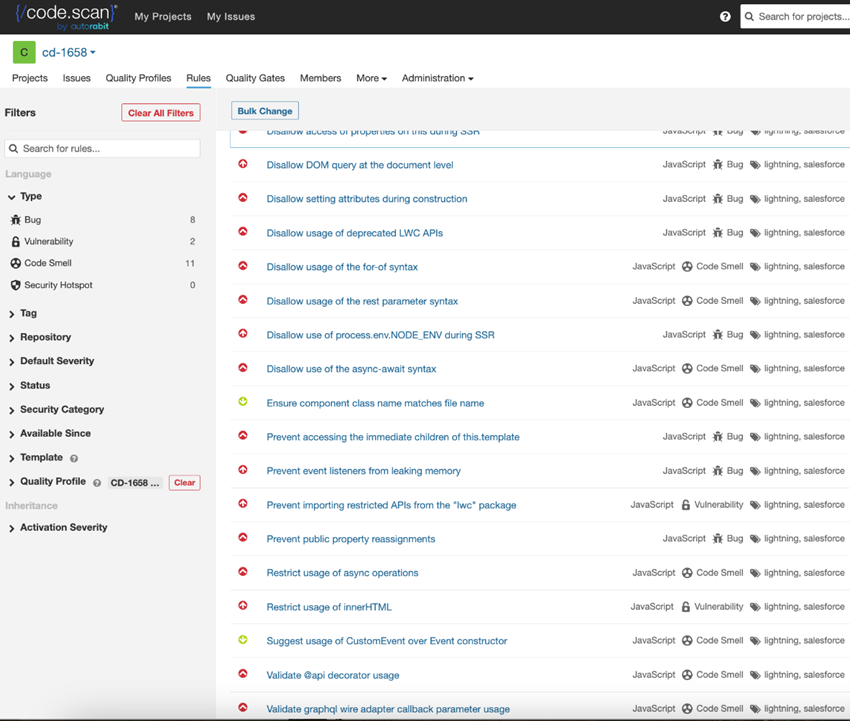 {/code.scan}°
by autorabit
My Projects
My Issues
Search for projects...
C cd-1658
Projects
Issues
Quality Profiles
Rules
Quality Gates
Members
More
Administration
Filters
Clear All Filters
Search for rules...
Language
Type
Bug 8
Vulnerability 2
Code Smell 11
Security Hotspot 0
Tag
Repository
Default Severity
Status
Security Category
Available Since
Template ?
Quality Profile ? CD-1658 ... Clear
Inheritance
Activation Severity
Bulk Change
Disallow access of properties on this during SSR JavaScript Bug lightning, salesforce
Disallow DOM query at the document level JavaScript Bug lightning, salesforce
Disallow setting attributes during construction JavaScript Bug lightning, salesforce
Disallow usage of deprecated LWC APIs JavaScript Bug lightning, salesforce
Disallow usage of the for-of syntax JavaScript Code Smell lightning, salesforce
Disallow usage of the rest parameter syntax JavaScript Code Smell lightning, salesforce
Disallow use of process.env.NODE_ENV during SSR JavaScript Bug lightning, salesforce
Disallow use of the async-await syntax JavaScript Code Smell lightning, salesforce
Ensure component class name matches file name JavaScript Code Smell lightning, salesforce
Prevent accessing the immediate children of this.template JavaScript Bug lightning, salesforce
Prevent event listeners from leaking memory JavaScript Bug lightning, salesforce
Prevent importing restricted APIs from the "lwc" package JavaScript Vulnerability lightning, salesforce
Prevent public property reassignments JavaScript Bug lightning, salesforce
Restrict usage of async operations JavaScript Code Smell lightning, salesforce
Restrict usage of innerHTML JavaScript Vulnerability lightning, salesforce
Suggest usage of CustomEvent over Event constructor JavaScript Code Smell lightning, salesforce
Validate @api decorator usage JavaScript Code Smell lightning, salesforce
Validate graphql wire adapter callback parameter usage JavaScript Code Smell lightning, salesforce